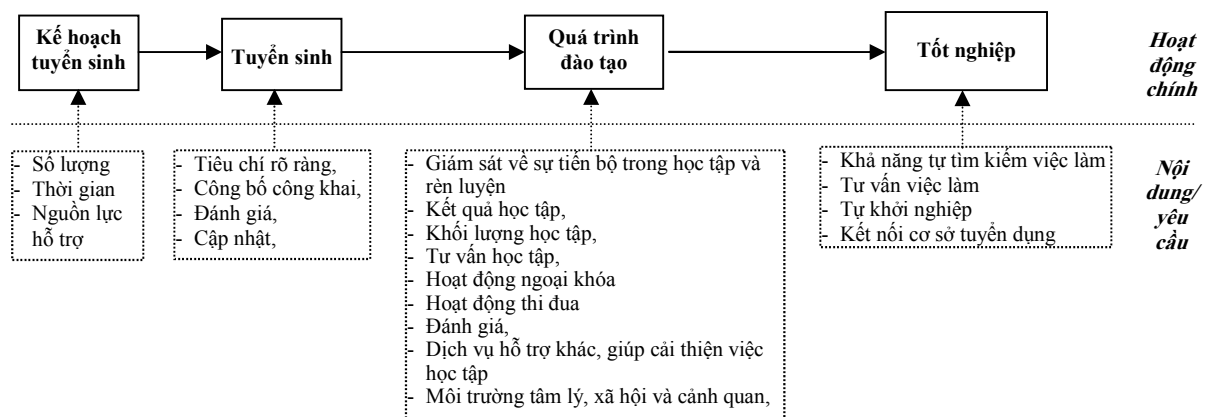 Kế hoạch
tuyển sinh
Tuyển sinh
Quá trình
đào tạo
Tốt nghiệp
Hoạt
động
chính
- Số lượng
- Thời gian
- Nguồn lực
hỗ trợ
- Tiêu chí rõ ràng,
- Công bố công khai,
- Đánh giá,
- Cập nhật,
- Giám sát về sự tiến bộ trong học tập và
rèn luyện
- Kết quả học tập,
- Khối lượng học tập,
- Tư vấn học tập,
- Hoạt động ngoại khóa
- Hoạt động thi đua
- Đánh giá,
- Dịch vụ hỗ trợ khác, giúp cải thiện việc
học tập
- Môi trường tâm lý, xã hội và cảnh quan,
- Khả năng tự tìm kiếm việc làm
- Tư vấn việc làm
- Tự khởi nghiệp
- Kết nối cơ sở tuyển dụng
Nội
dung/
yêu
cầu